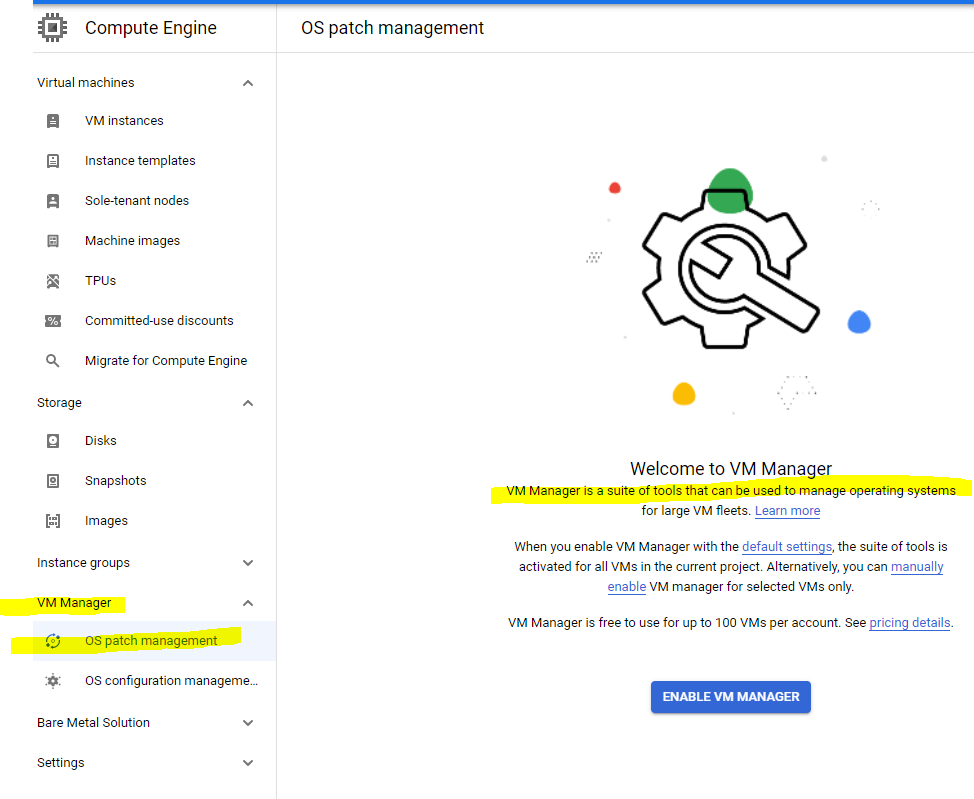 Compute Engine
OS patch management
Virtual machines
VM instances
Instance templates
Sole-tenant nodes
Machine images
TPUs
Committed-use discounts
Migrate for Compute Engine
Storage
Disks
Snapshots
Images
Instance groups
VM Manager
OS patch management
OS configuration manageme...
Bare Metal Solution
Settings
Welcome to VM Manager
VM Manager is a suite of tools that can be used to manage operating systems
for large VM fleets. Learn more
When you enable VM Manager with the default settings, the suite of tools is
activated for all VMs in the current project. Alternatively, you can manually
enable VM manager for selected VMs only.
VM Manager is free to use for up to 100 VMs per account. See pricing details.
ENABLE VM MANAGER